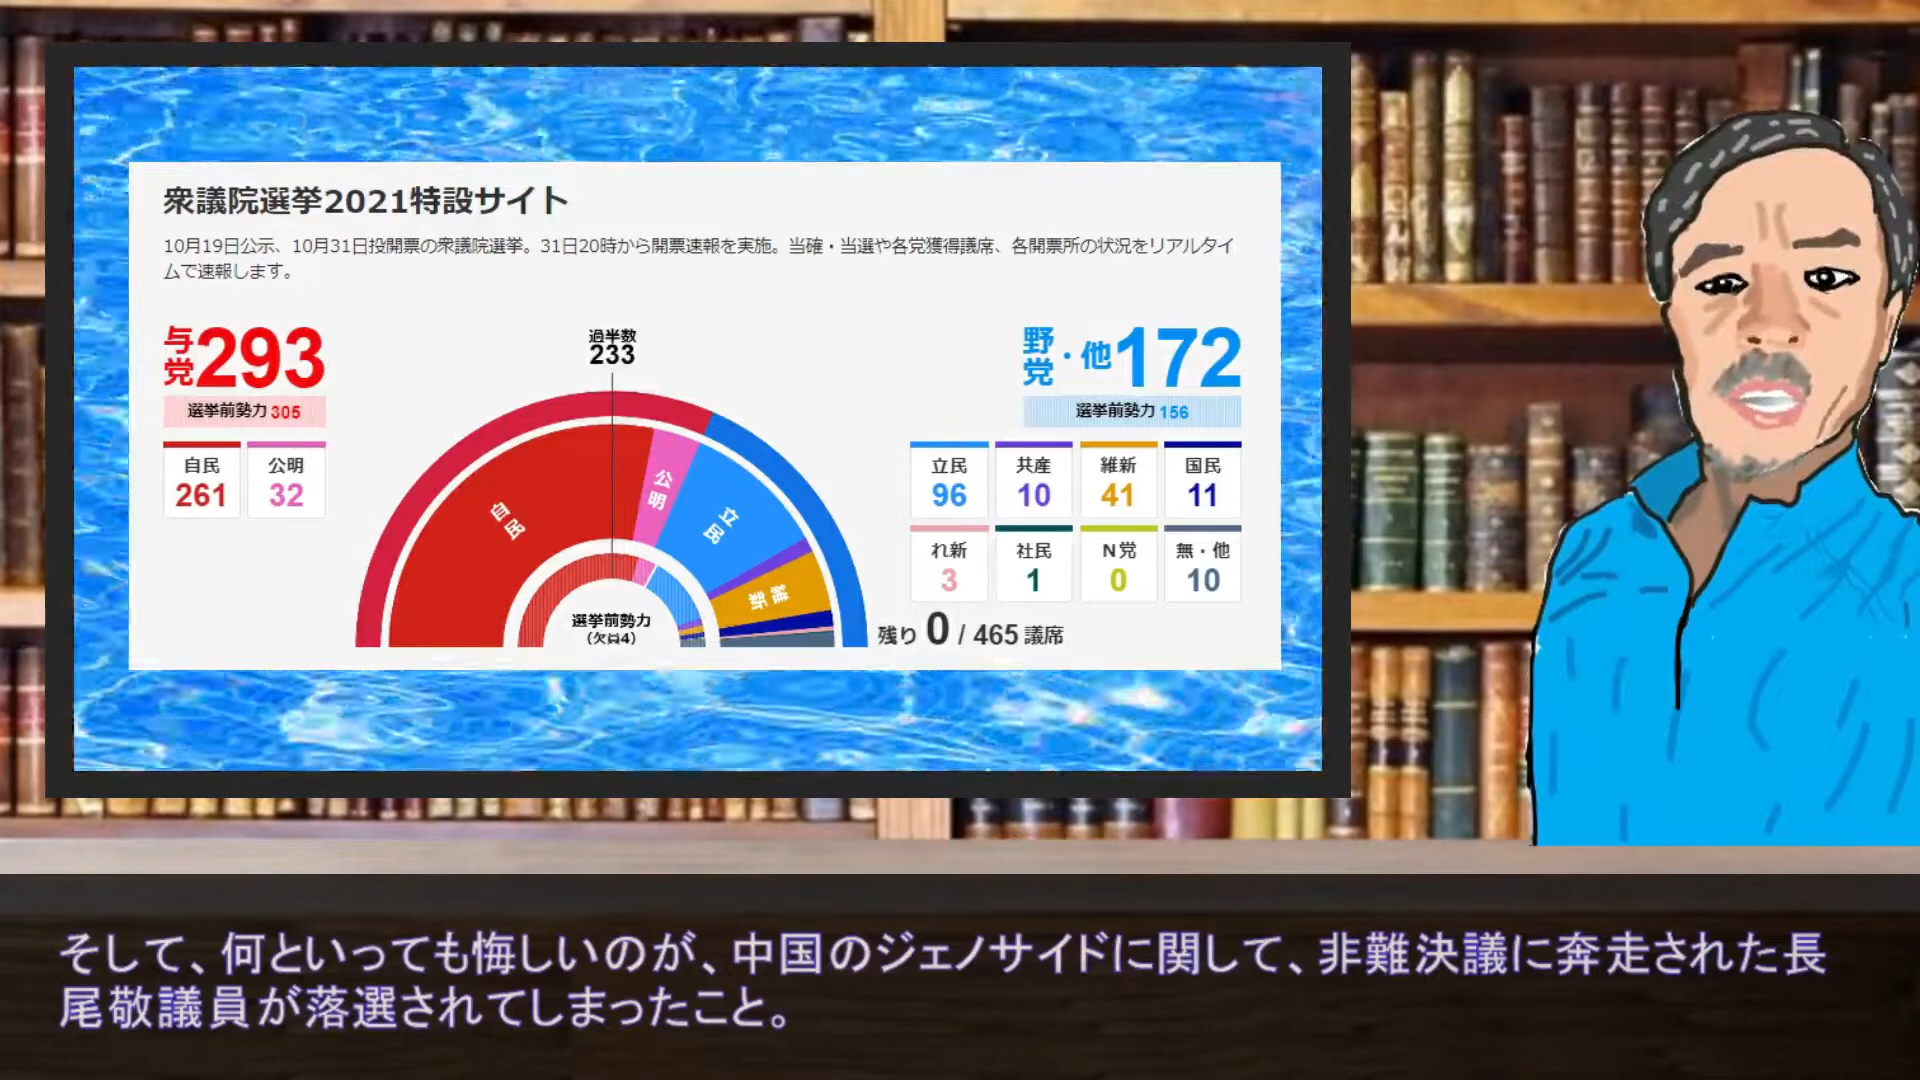 衆議院選挙2021特設サイト
10月19日公示、10月31日投開票の衆議院選挙。31日20時から開票速報を実施。当確・当選や各党獲得議席、各開票所の状況をリアルタイ
ムで速報します。
与党293
選挙前勢力 305
自民
261
公明
32
過半数
233
野党・他172
選挙前勢力 156
立民
96
共産
10
維新
41
国民
11
れ新
3
社民
1
N党
0
無・他
10
自民
公明
立民
維新
選挙前勢力
(欠員4)
残り 0 / 465 議席
そして、何といっても悔しいのが、中国のジェノサイドに関して、非難決議に奔走された長
尾敬議員が落選されてしまったこと。